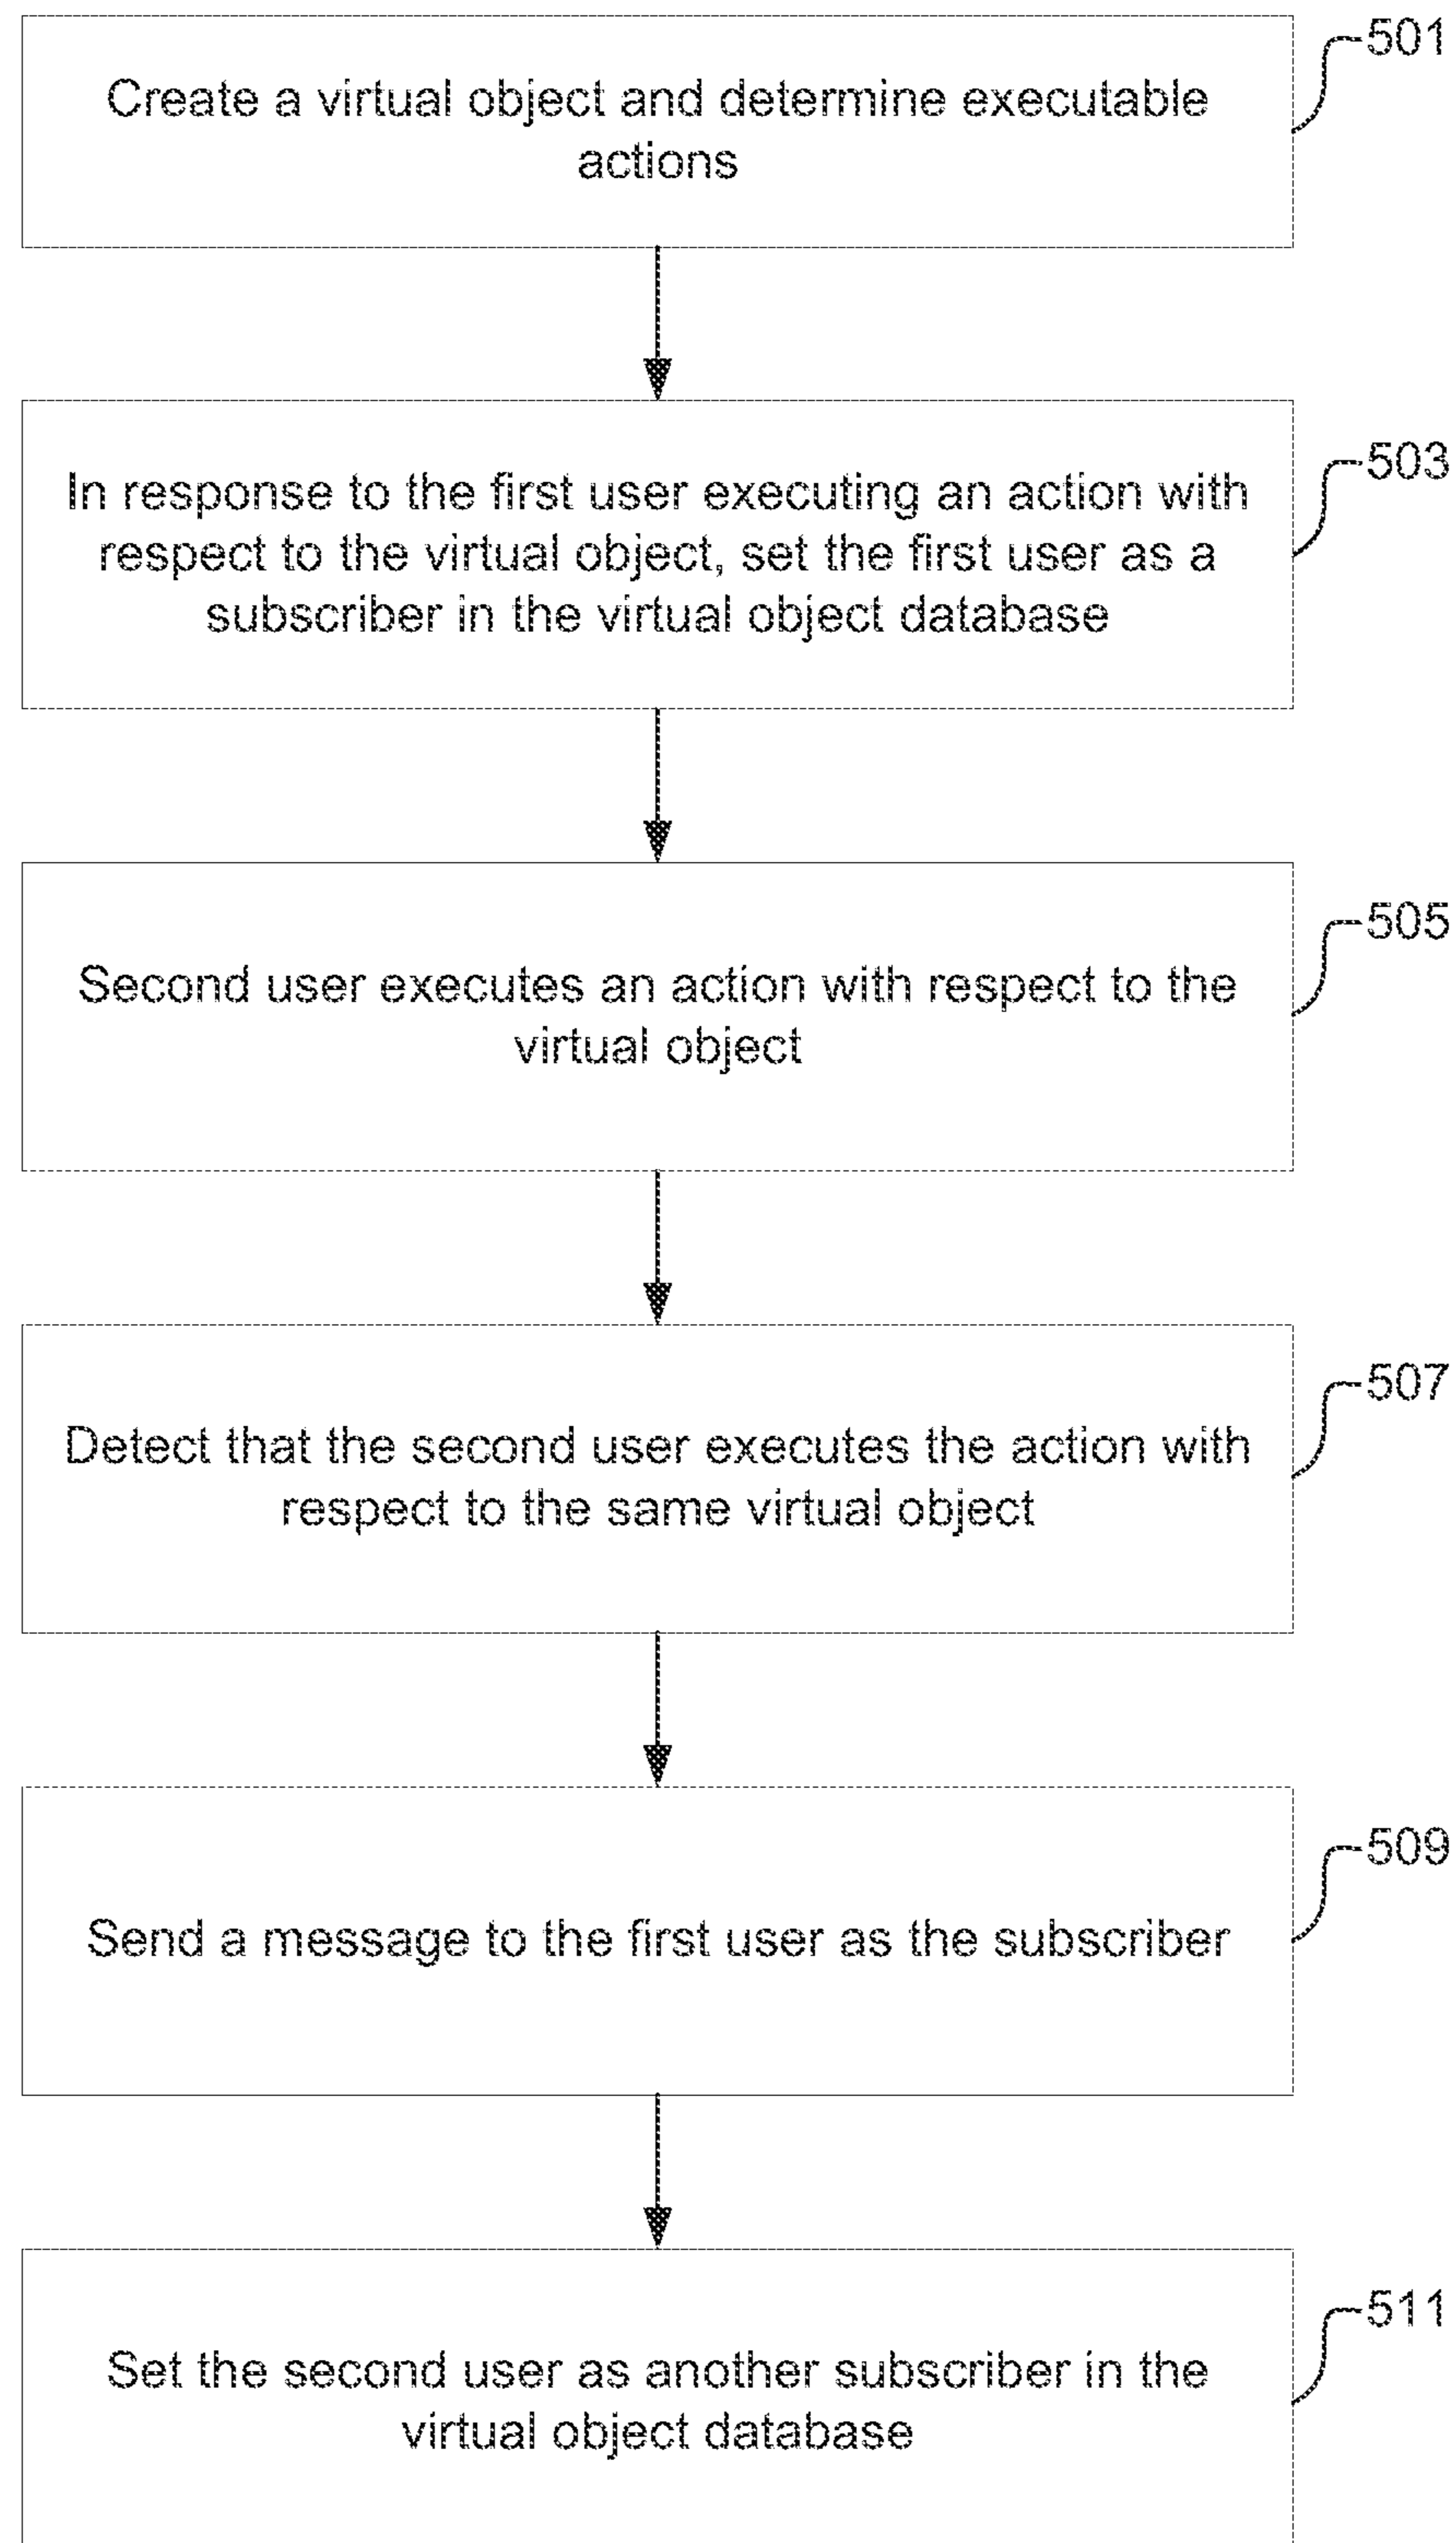 501
Create a virtual object and determine executable
actions
503
In response to the first user executing an action with
respect to the virtual object, set the first user as a
subscriber in the virtual object database
505
Second user executes an action with respect to the
virtual object
507
Detect that the second user executes the action with
respect to the same virtual object
509
Send a message to the first user as the subscriber
511
Set the second user as another subscriber in the
virtual object database